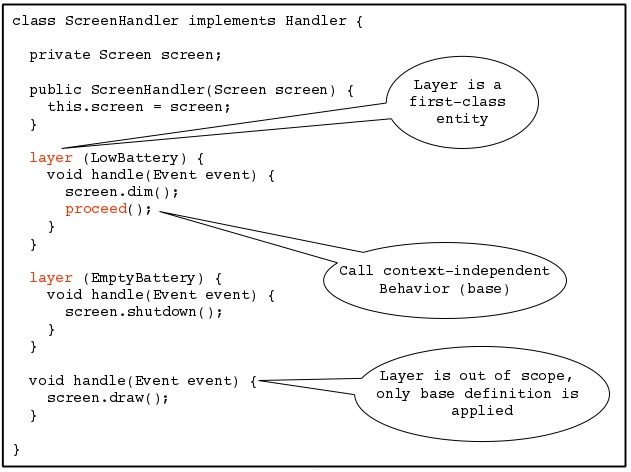 class ScreenHandler implements Handler {
private Screen screen;
public ScreenHandler(Screen screen) {
this.screen = screen;
}
layer (LowBattery) {
void handle(Event event) {
screen.dim();
proceed();
}
}
layer (EmptyBattery) {
void handle(Event event) {
screen.shutdown();
}
}
void handle(Event event) {
screen.draw();
}
}
Layer is a
first-class
entity
Call context-independent
Behavior (base)
Layer is out of scope,
only base definition is
applied